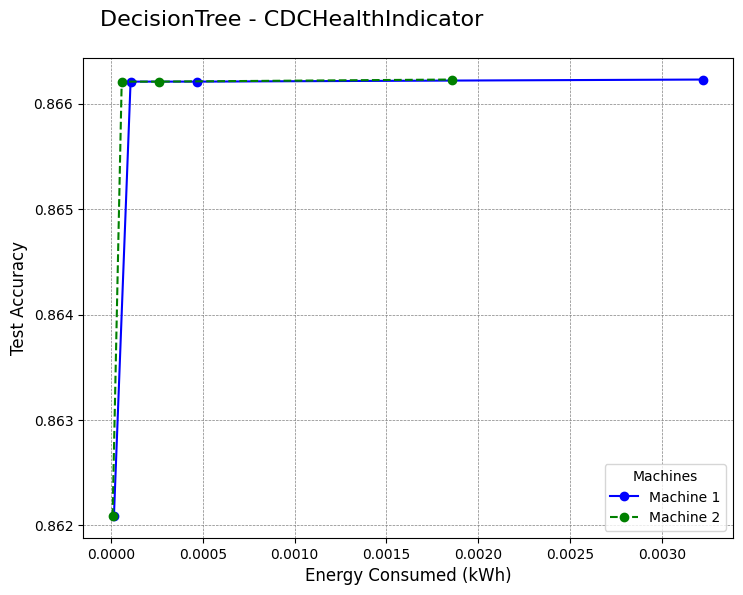 DecisionTree - CDCHealthIndicator
0.866
0.865
0.864
0.863
0.862
Test Accuracy
Machines
Machine 1
Machine 2
0.0000 0.0005 0.0010 0.0015 0.0020 0.0025 0.0030
Energy Consumed (kWh)